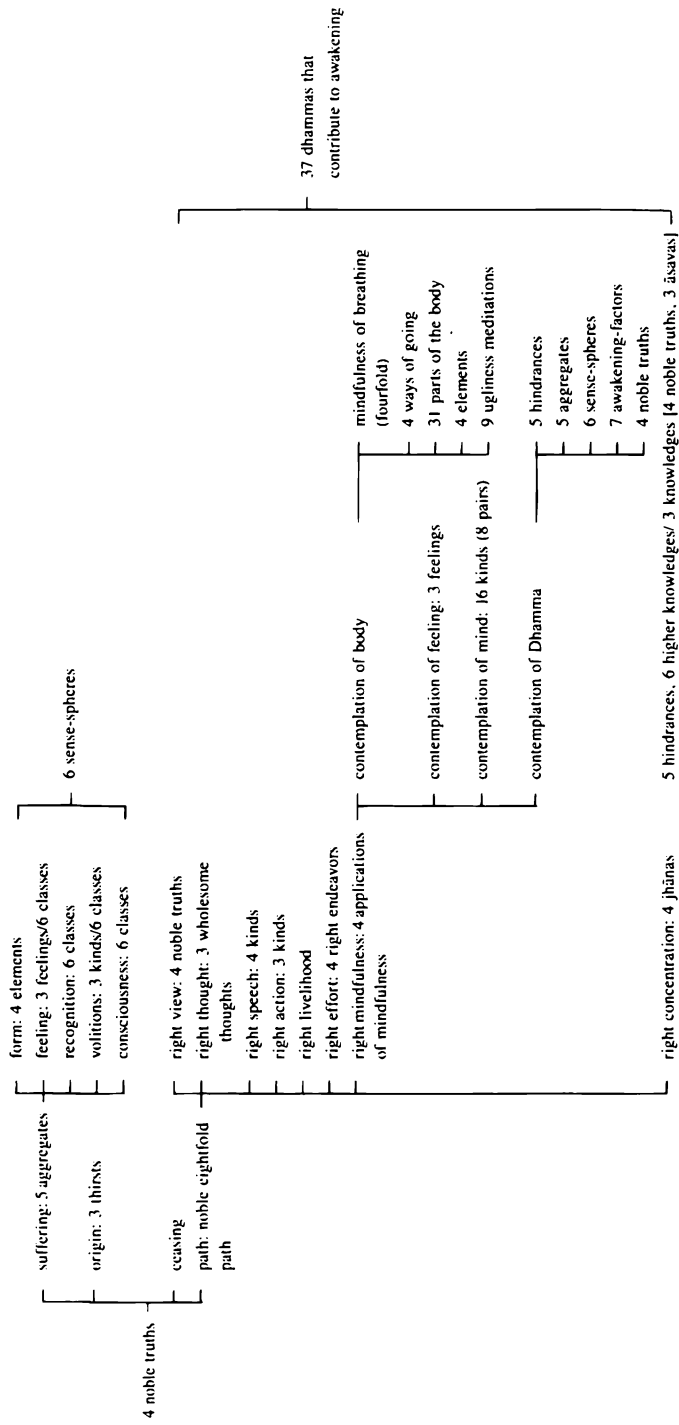 4 noble truths
suffering: 5 aggregates
origin: 3 thirsts
ceasing
path: noble eightfold
path
form: 4 elements
feeling: 3 feelings/6 classes
recognition: 6 classes
volitions: 3 kinds/6 classes
consciousness: 6 classes
6 sense-spheres
right view: 4 noble truths
right thought: 3 wholesome
thoughts
right speech: 4 kinds
right action: 3 kinds
right livelihood
right effort: 4 right endeavors
right mindfulness: 4 applications
of mindfulness
right concentration: 4 jhānas
contemplation of body
contemplation of feeling: 3 feelings
contemplation of mind: 16 kinds (8 pairs)
contemplation of Dhamma
mindfulness of breathing
(fourfold)
4 ways of going
31 parts of the body
4 elements
9 ugliness meditations
5 hindrances
5 aggregates
6 sense-spheres
7 awakening-factors
4 noble truths
5 hindrances, 6 higher knowledges/ 3 knowledges [4 noble truths, 3 āsavas]
37 dhammas that
contribute to awakening